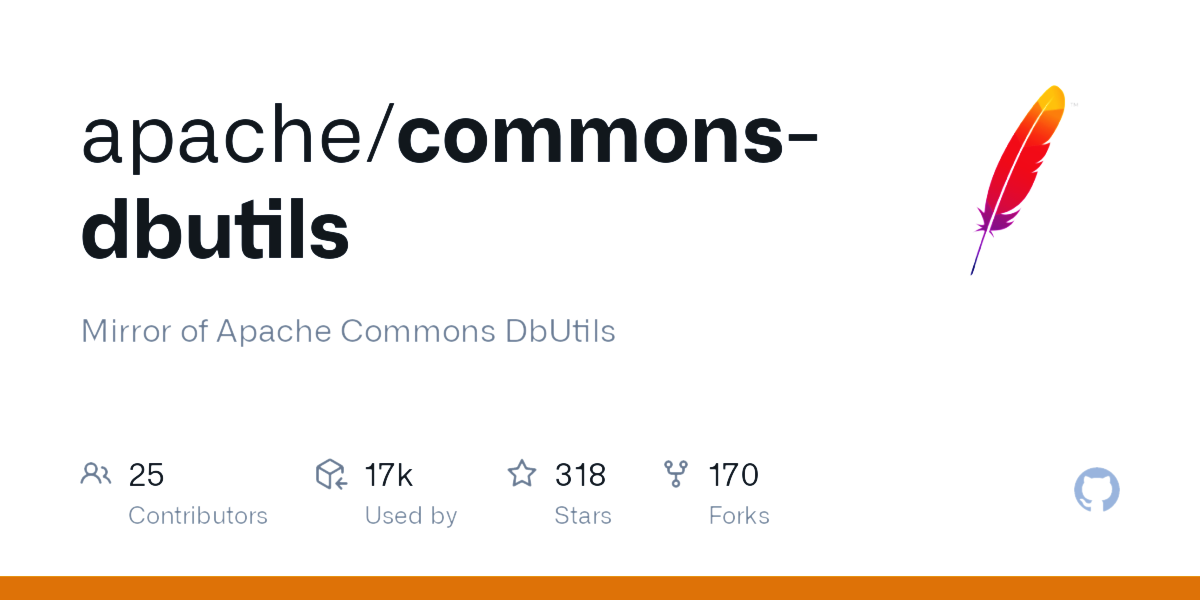 apache/commons-
dbutils
Mirror of Apache Commons DbUtils
25 17k 318 170
Contributors Used by Stars Forks